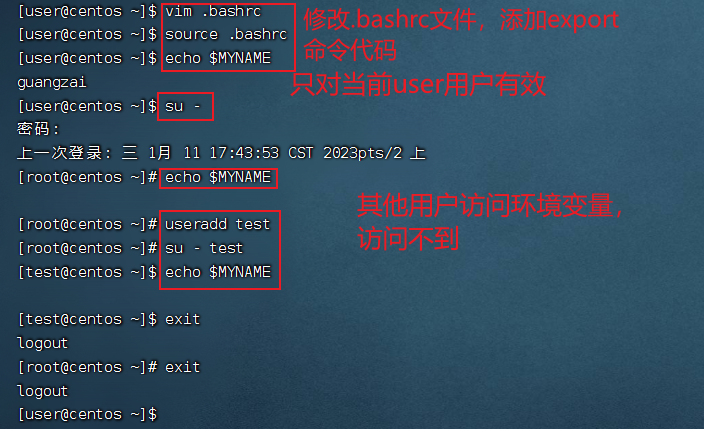 [user@centos ~]$ vim .bashrc
[user@centos ~]$ source .bashrc
[user@centos ~]$ echo $MYNAME
修改.bashrc文件，添加export
命令代码
guangzai
只对当前user用户有效
[user@centos ~]$ su -
密码：
上一次登录：三 1月 11 17:43:53 CST 2023pts/2 上
[root@centos ~]# echo $MYNAME
[root@centos ~]# useradd test
[root@centos ~]# su - test
[test@centos ~]$ echo $MYNAME
其他用户访问环境变量，
访问不到
[test@centos ~]$ exit
logout
[root@centos ~]# exit
logout
[user@centos ~]$